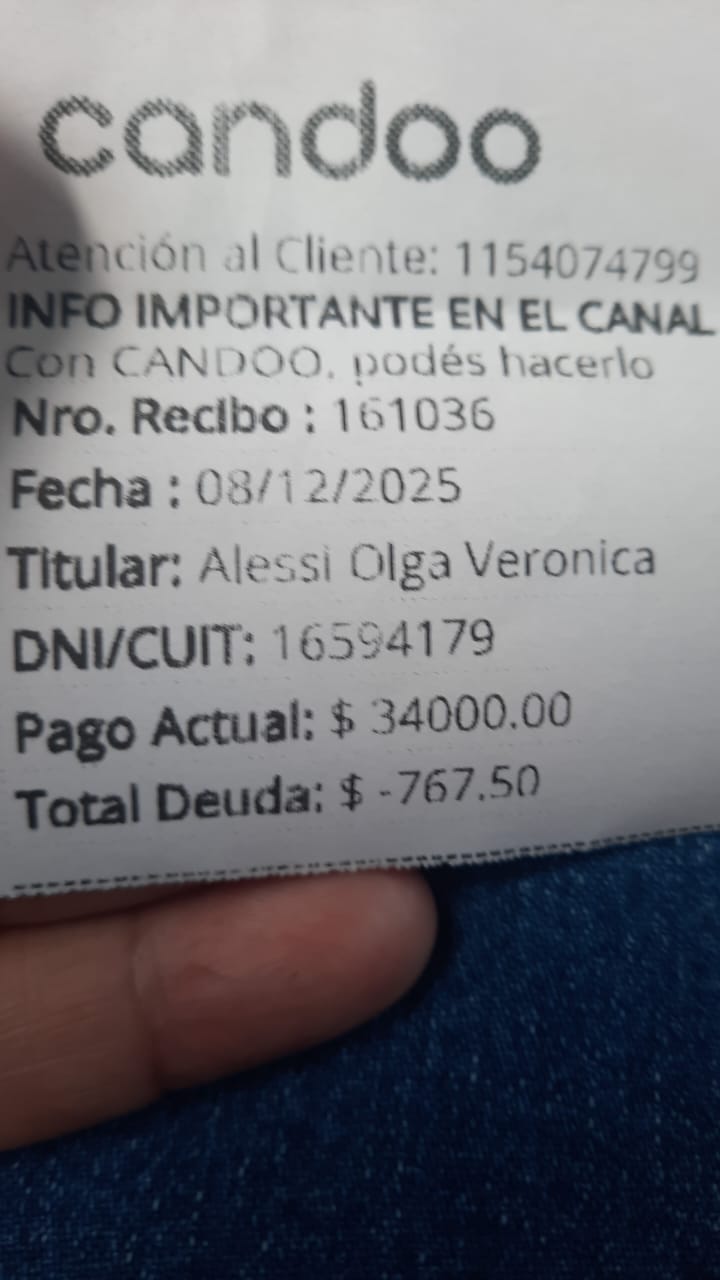 candoo
Atención al Cliente: 1154074799
INFO IMPORTANTE EN EL CANAL
Con CANDOO, podés hacerlo
Nro. Recibo : 161036
Fecha : 08/12/2025
Titular: Alessi Olga Veronica
DNI/CUIT: 16594179
Pago Actual: $ 34000.00
Total Deuda: $ -767.50